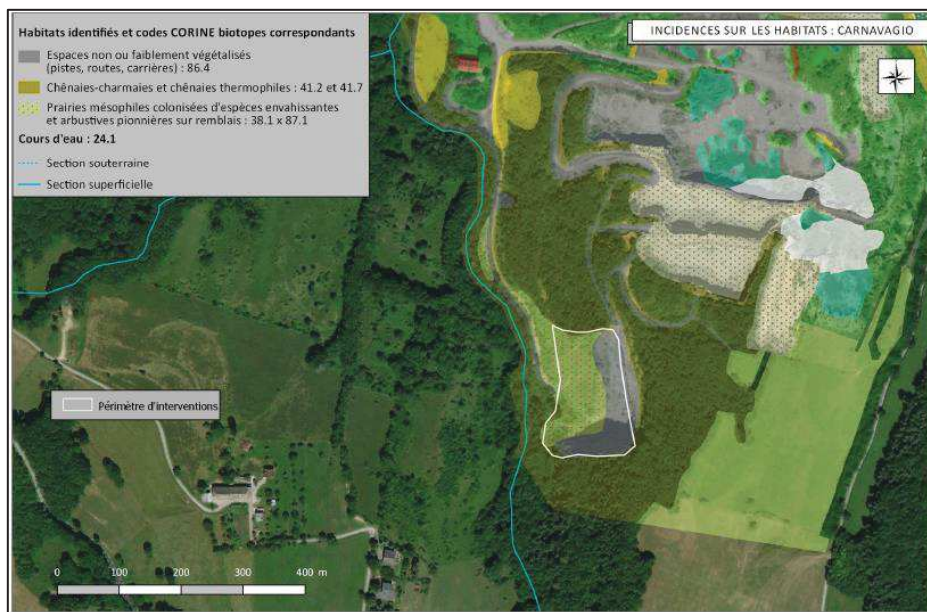 Habitats identifiés et codes CORINE biotopes correspondants
INCIDENCES SUR LES HABITATS : CARNAVAGIO
Espaces non ou faiblement végétalisés
(pistes, routes, carrières) : 86.4
Chênaies-charmaies et chênaies thermophiles : 41.2 et 41.7
Prairies mésophiles colonisées d'espèces envahissantes
et arbustives pionnières sur remblais : 38.1 x 87.1
Cours d'eau : 24.1
Section souterraine
Section superficielle
Périmètre d'interventions
0 100 200 300 400 m